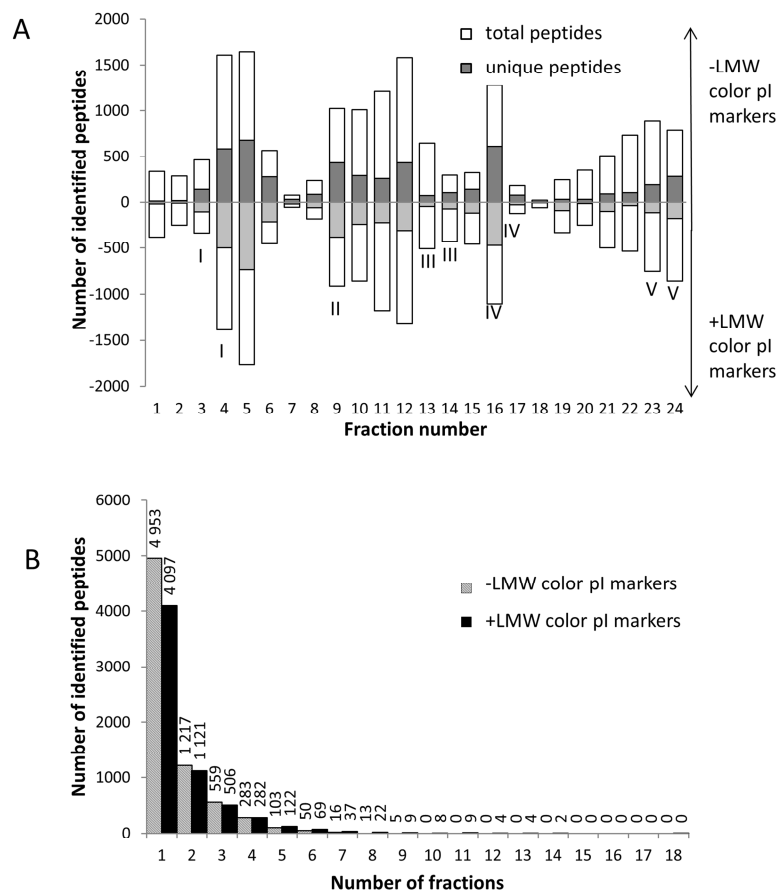 A
2000
1500
1000
500
0
-500
-1000
-1500
-2000
Number of identified peptides
total peptides
unique peptides
-LMW
color pI
markers
+LMW
color pI
markers
I
I
II
III
III
IV
IV
V
V
1 2 3 4 5 6 7 8 9 10 11 12 13 14 15 16 17 18 19 20 21 22 23 24
Fraction number
B
6000
5000
4000
3000
2000
1000
0
Number of identified peptides
-LMW color pI markers
+LMW color pI markers
4 953
4 097
1 217
1 121
559
506
283
282
103
122
50
69
16
37
13
22
5
9
0
8
0
9
0
4
0
4
0
2
0
0
0
0
0
0
0
0
1 2 3 4 5 6 7 8 9 10 11 12 13 14 15 16 17 18
Number of fractions